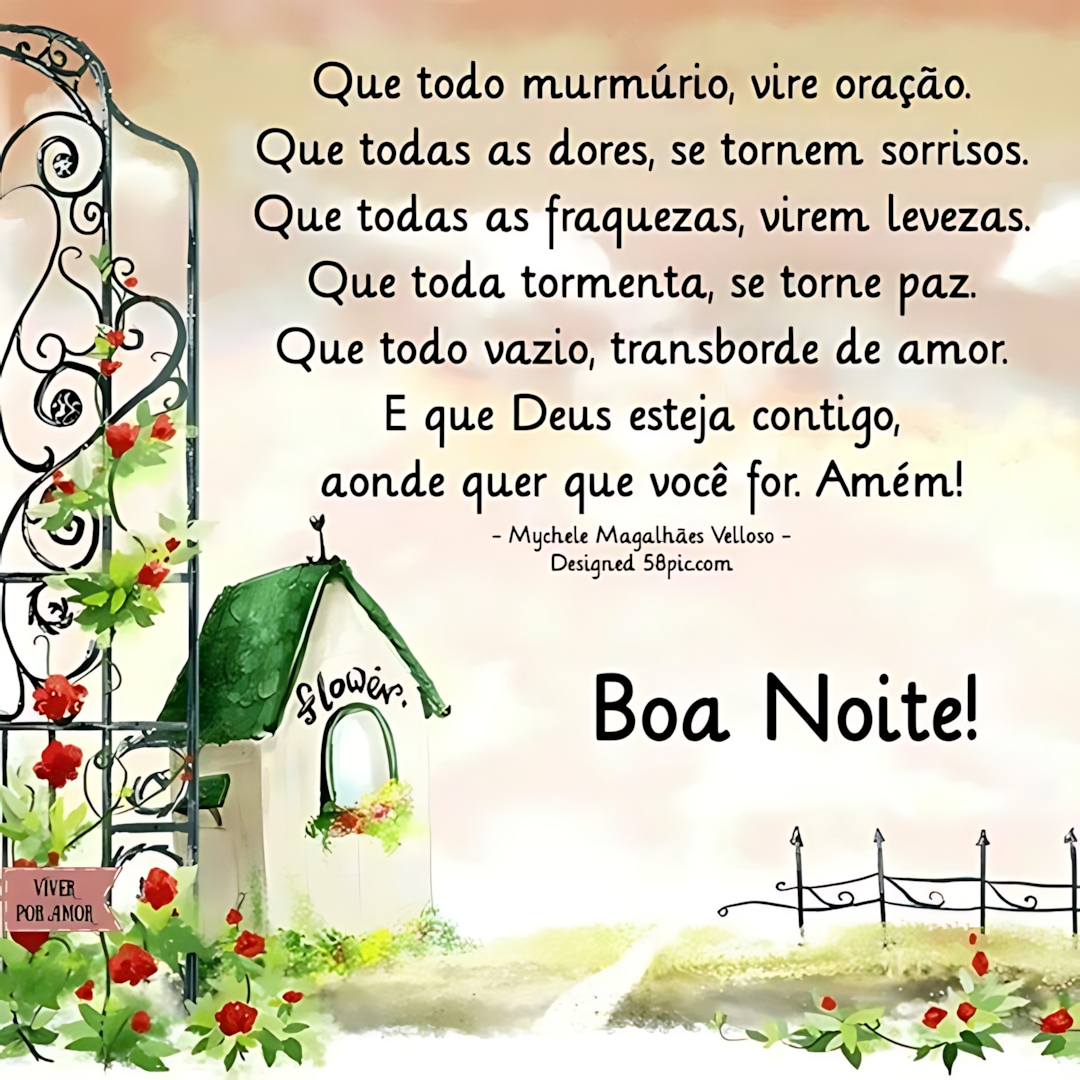 Que todo murmúrio, vire oração.
Que todas as dores, se tornem sorrisos.
Que todas as fraquezas, virem levezas.
Que toda tormenta, se torne paz.
Que todo vazio, transborde de amor.
E que Deus esteja contigo,
aonde quer que você for. Amém!
- Mychele Magalhães Velloso -
Designed 58pic.com
flower.
Boa Noite!
VIVER
POR AMOR